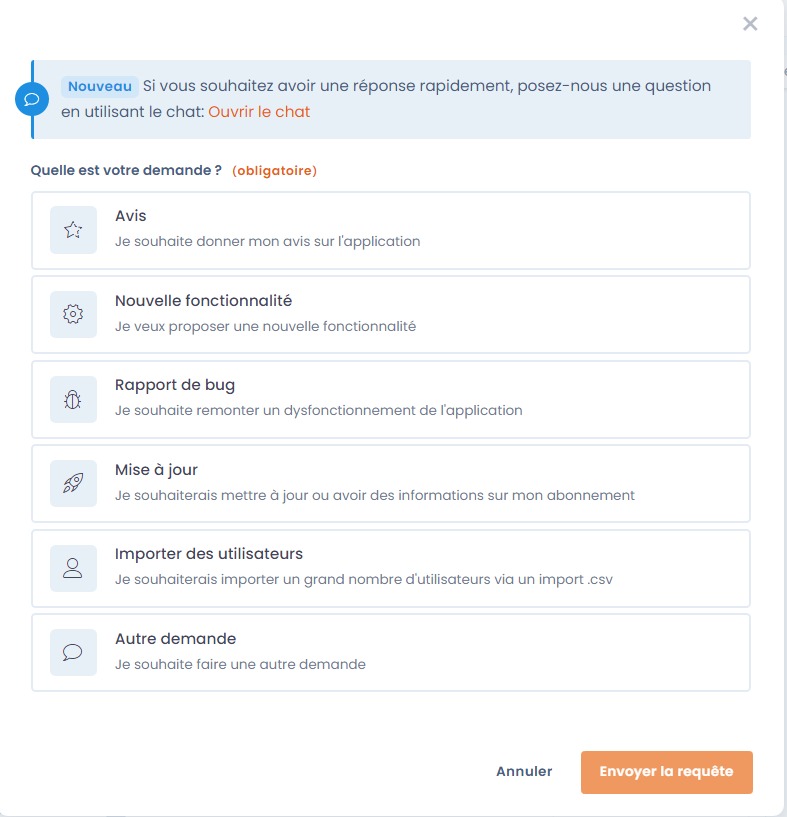 Nouveau Si vous souhaitez avoir une réponse rapidement, posez-nous une question
en utilisant le chat: Ouvrir le chat
Quelle est votre demande ? (obligatoire)
Avis
Je souhaite donner mon avis sur l'application
Nouvelle fonctionnalité
Je veux proposer une nouvelle fonctionnalité
Rapport de bug
Je souhaite remonter un dysfonctionnement de l'application
Mise à jour
Je souhaiterais mettre à jour ou avoir des informations sur mon abonnement
Importer des utilisateurs
Je souhaiterais importer un grand nombre d'utilisateurs via un import .csv
Autre demande
Je souhaite faire une autre demande
Annuler Envoyer la requête